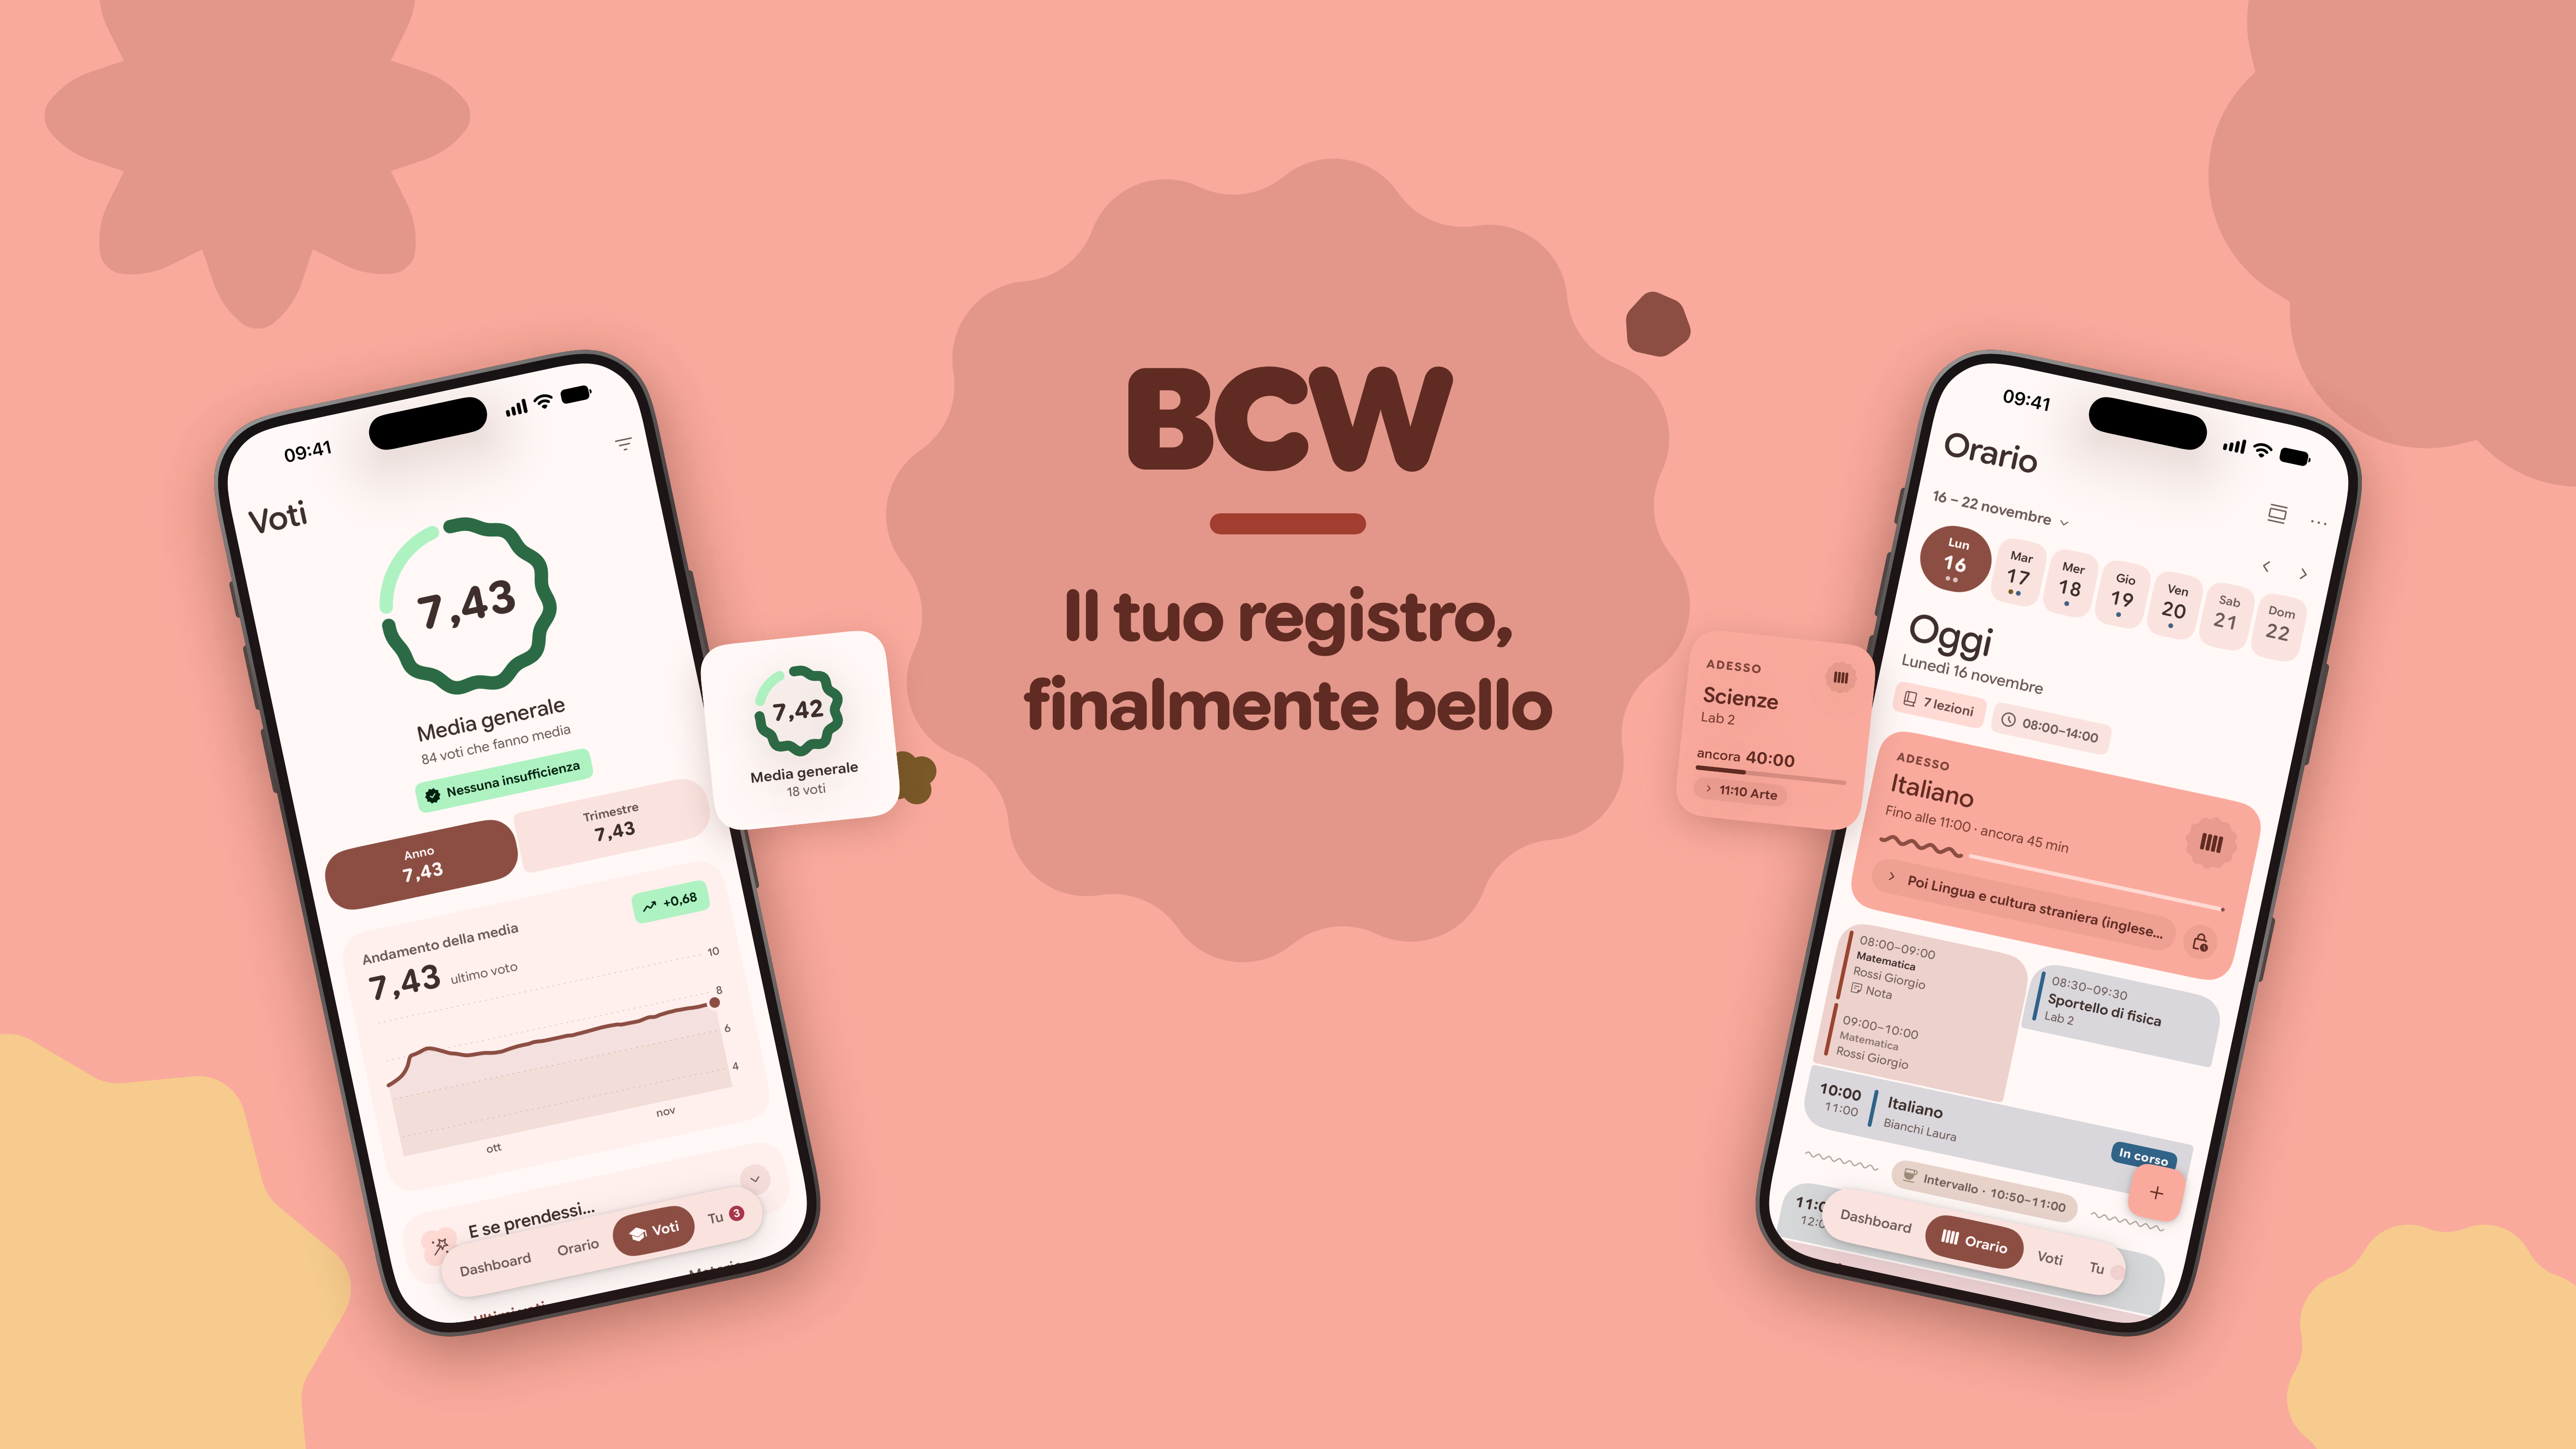 BCW
Il tuo registro,
finalmente bello
09:41
Voti
7,43
Media generale
84 voti che fanno media
Nessuna insufficienza
Anno
7,43
Trimestre
7,43
Andamento della media
+0,68
7,43 ultimo voto
10
8
6
4
ott
nov
E se prendessi...
Dashboard
Orario
Voti
Tu
3
7,42
Media generale
18 voti
ADESSO
Scienze
Lab 2
ancora 40:00
11:10 Arte
09:41
Orario
16 – 22 novembre
Lun
16
Mar
17
Mer
18
Gio
19
Ven
20
Sab
21
Dom
22
Oggi
Lunedì 16 novembre
7 lezioni
08:00–14:00
ADESSO
Italiano
Fino alle 11:00 · ancora 45 min
Poi Lingua e cultura straniera (inglese...
08:00–09:00
Matematica
Rossi Giorgio
Nota
08:30–09:30
Sportello di fisica
Lab 2
09:00–10:00
Matematica
Rossi Giorgio
10:00
11:00
Italiano
Bianchi Laura
In corso
Intervallo · 10:50–11:00
Dashboard
Orario
Voti
Tu